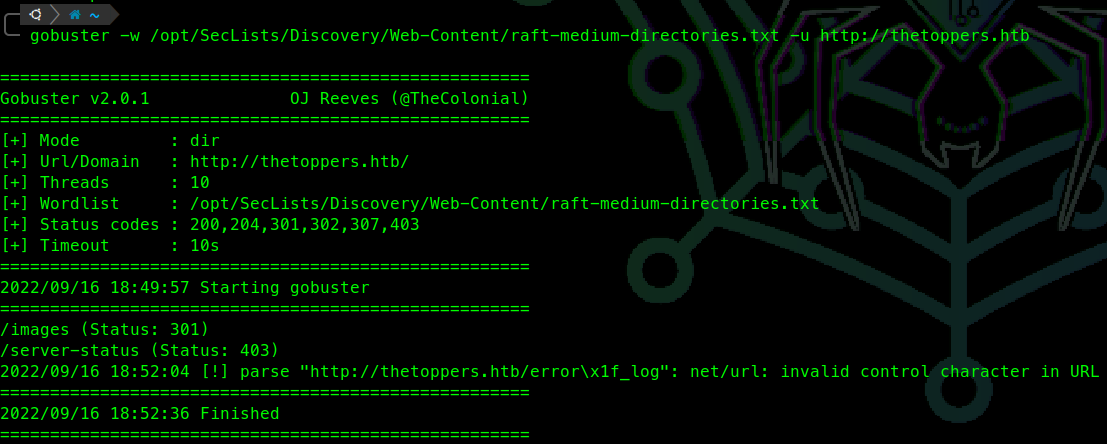 ~
gobuster -w /opt/SecLists/Discovery/Web-Content/raft-medium-directories.txt -u http://thetoppers.htb
=====================================================
Gobuster v2.0.1              OJ Reeves (@TheColonial)
=====================================================
[+] Mode         : dir
[+] Url/Domain   : http://thetoppers.htb/
[+] Threads      : 10
[+] Wordlist     : /opt/SecLists/Discovery/Web-Content/raft-medium-directories.txt
[+] Status codes : 200,204,301,302,307,403
[+] Timeout      : 10s
=====================================================
2022/09/16 18:49:57 Starting gobuster
=====================================================
/images (Status: 301)
/server-status (Status: 403)
2022/09/16 18:52:04 [!] parse "http://thetoppers.htb/error\x1f_log": net/url: invalid control character in URL
=====================================================
2022/09/16 18:52:36 Finished
=====================================================